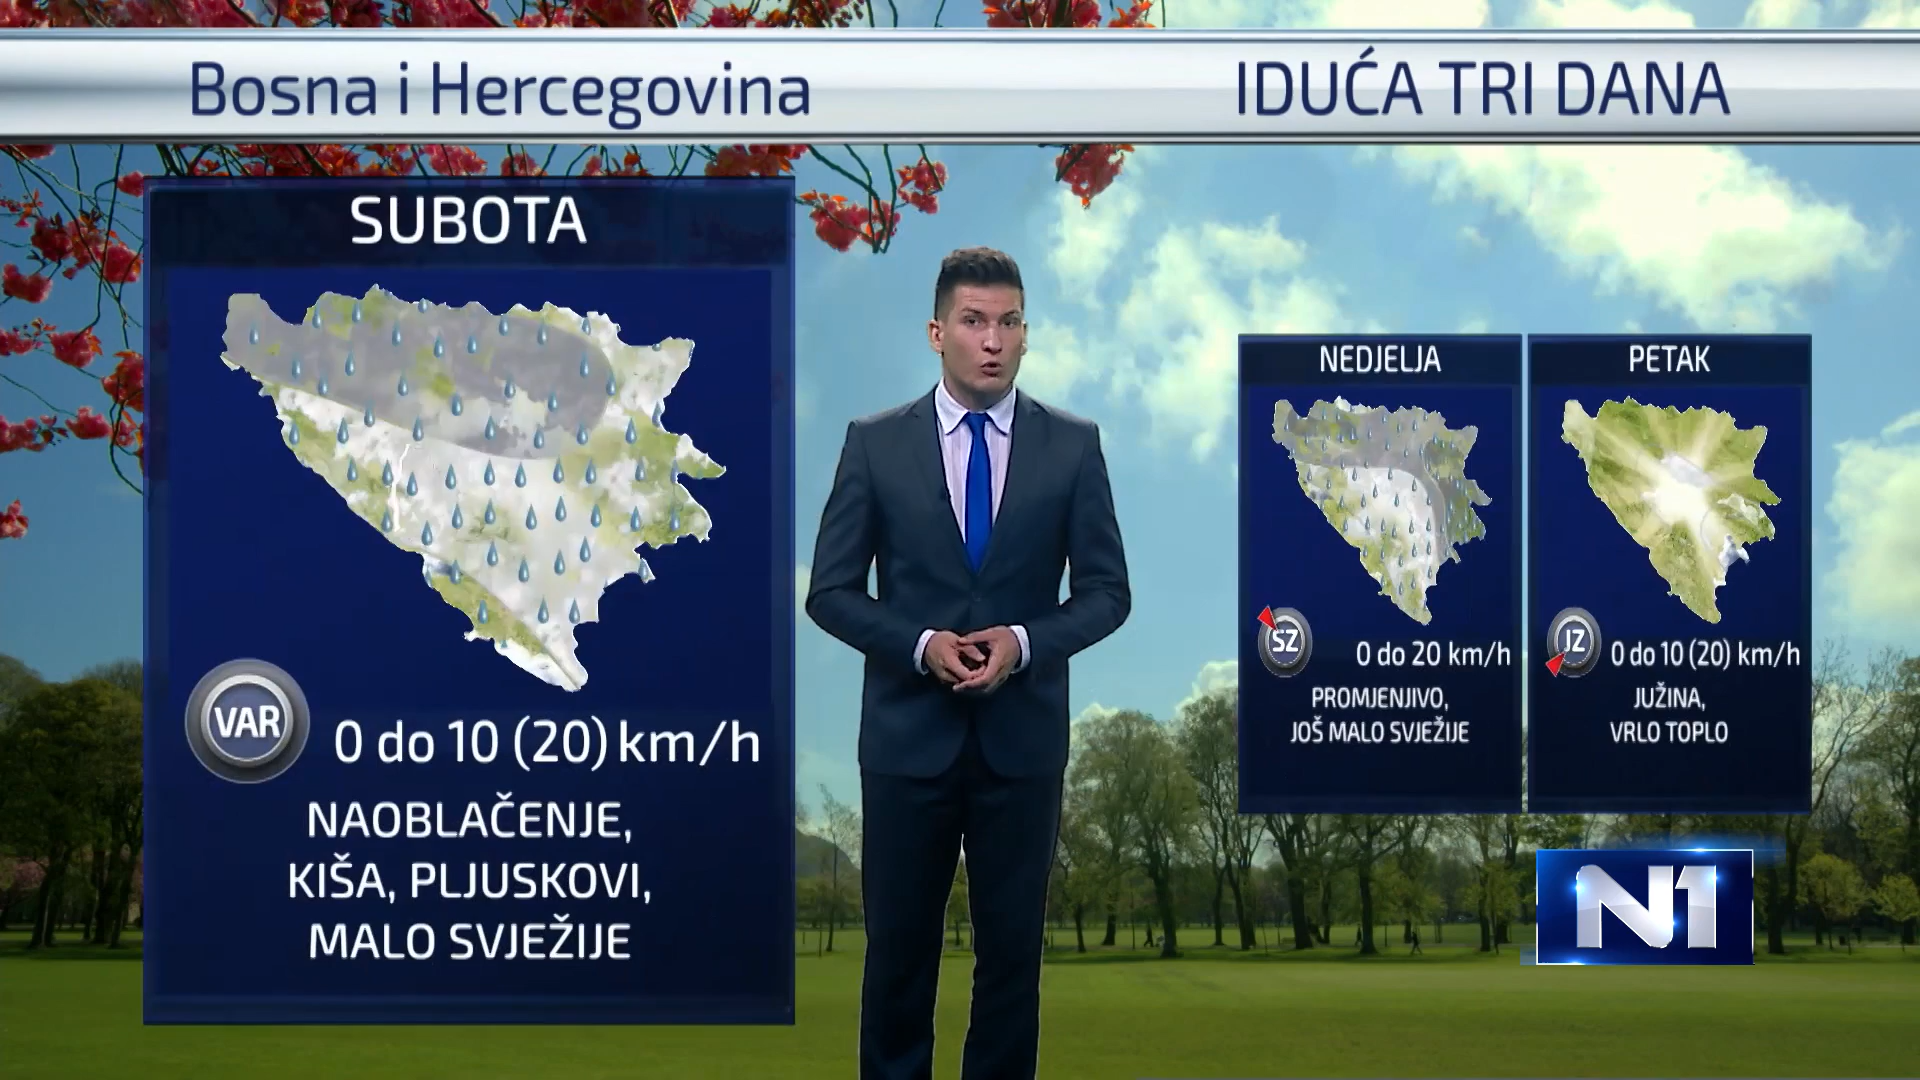 Bosna i Hercegovina
IDUĆA TRI DANA
SUBOTA
VAR
0 do 10 (20) km/h
NAOBLAČENJE,
KIŠA, PLJUSKOVI,
MALO SVJEŽIJE
NEDJELJA
SZ
0 do 20 km/h
PROMJENJIVO,
JOŠ MALO SVJEŽIJE
PETAK
JZ
0 do 10 (20) km/h
JUŽINA,
VRLO TOPLO
N1